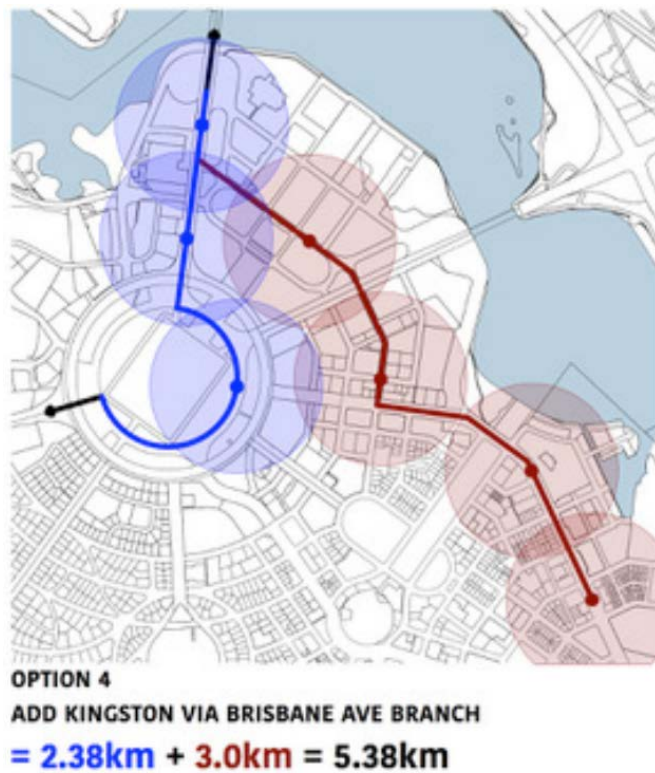 OPTION 4
ADD KINGSTON VIA BRISBANE AVE BRANCH
= 2.38km + 3.0km = 5.38km